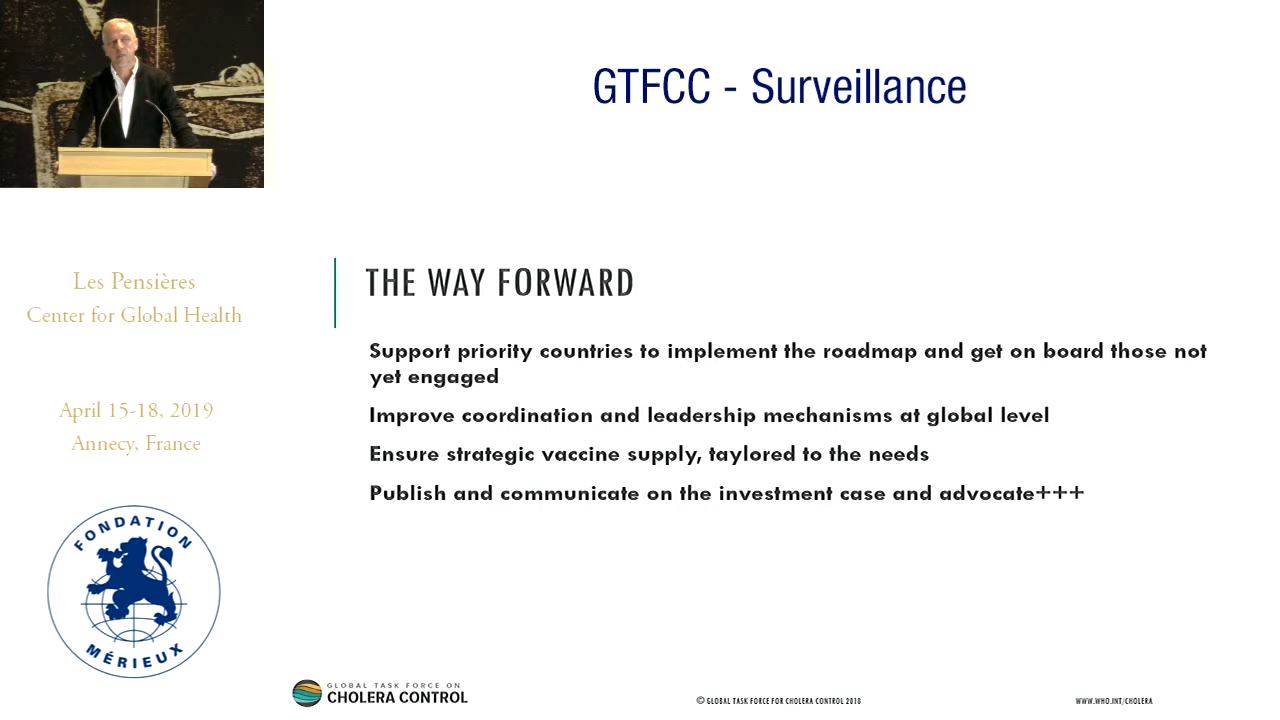 GTFCC - Surveillance
Les Pensières
Center for Global Health
April 15-18, 2019
Annecy, France
FONDATION
MÉRIEUX
THE WAY FORWARD
Support priority countries to implement the roadmap and get on board those not
yet engaged
Improve coordination and leadership mechanisms at global level
Ensure strategic vaccine supply, taylored to the needs
Publish and communicate on the investment case and advocate+++
GLOBAL TASK FORCE ON
CHOLERA CONTROL
© GLOBAL TASK FORCE FOR CHOLERA CONTROL 2018
WWW.WHO.INT/CHOLERA